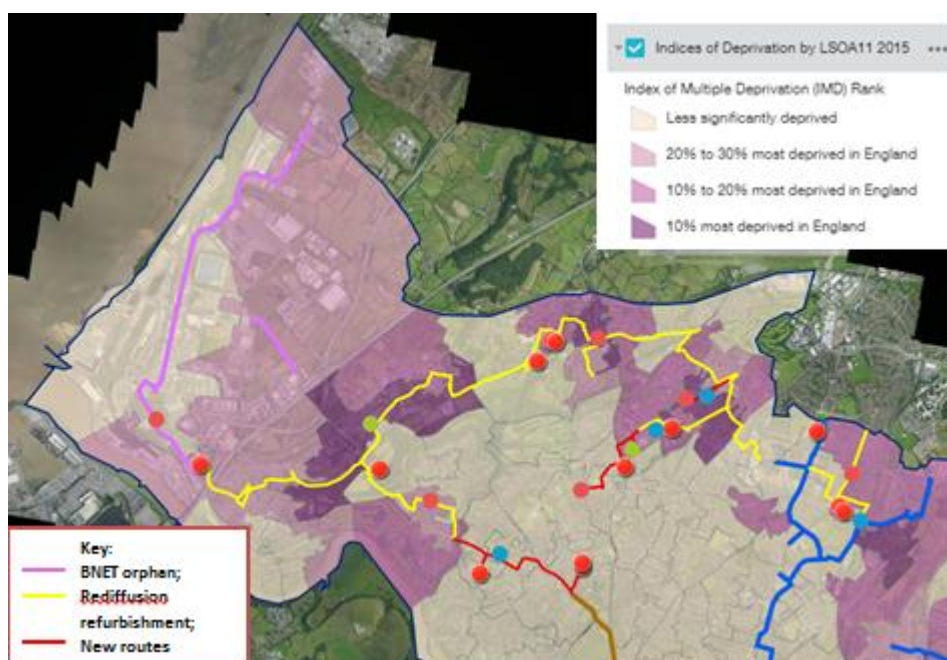 Indices of Deprivation by LSOA11 2015
Index of Multiple Deprivation (IMD) Rank
Less significantly deprived
20% to 30% most deprived in England
10% to 20% most deprived in England
10% most deprived in England
Key:
BNET orphan;
Rediffusion
refurbishment;
New routes